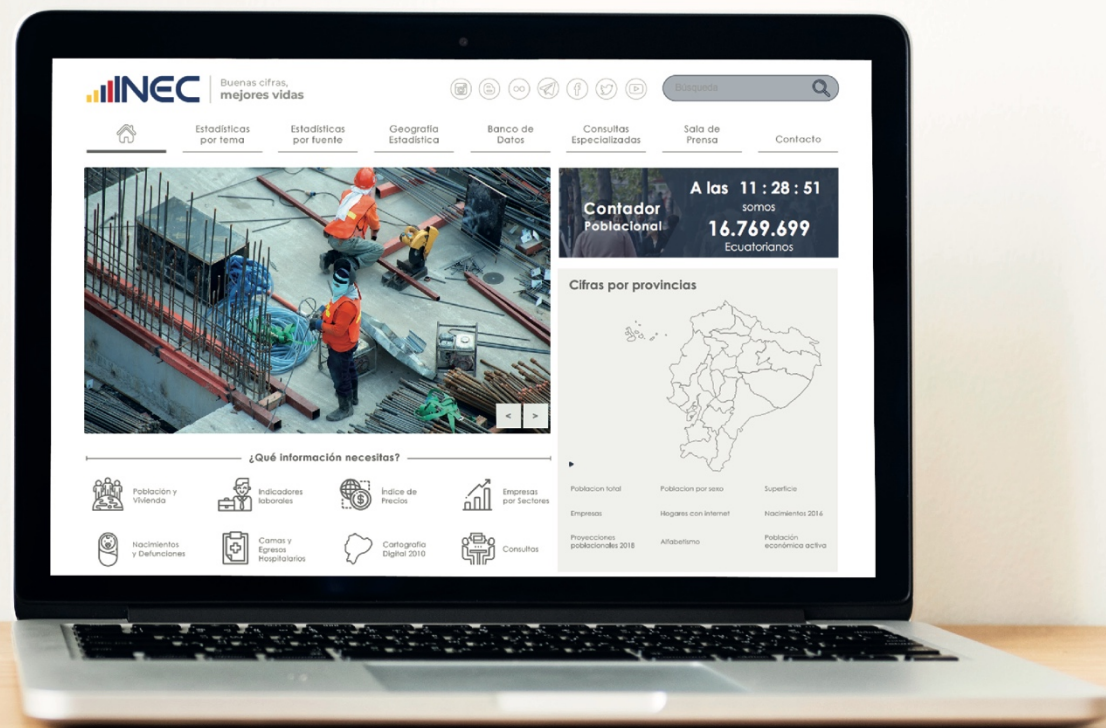 INEC
Buenas cifras,
mejores vidas
Búsqueda
Estadísticas
por tema
Estadísticas
por fuente
Geografía
Estadística
Banco de
Datos
Consultas
Especializadas
Sala de
Prensa
Contacto
Contador
Poblacional
A las 11 : 28 : 51
somos
16.769.699
Ecuatorianos
Cifras por provincias
< >
¿Qué información necesitas?
Población y
Vivienda
Indicadores
laborales
Índice de
Precios
Empresas
por Sectores
Nacimientos
y Defunciones
Camas y
Egresos
Hospitalarios
Cartografía
Digital 2010
Consultas
Poblacion total
Poblacion por sexo
Superficie
Empresas
Hogares con internet
Nacimientos 2016
Proyecciones
poblacionales 2018
Alfabetismo
Población
económica activa